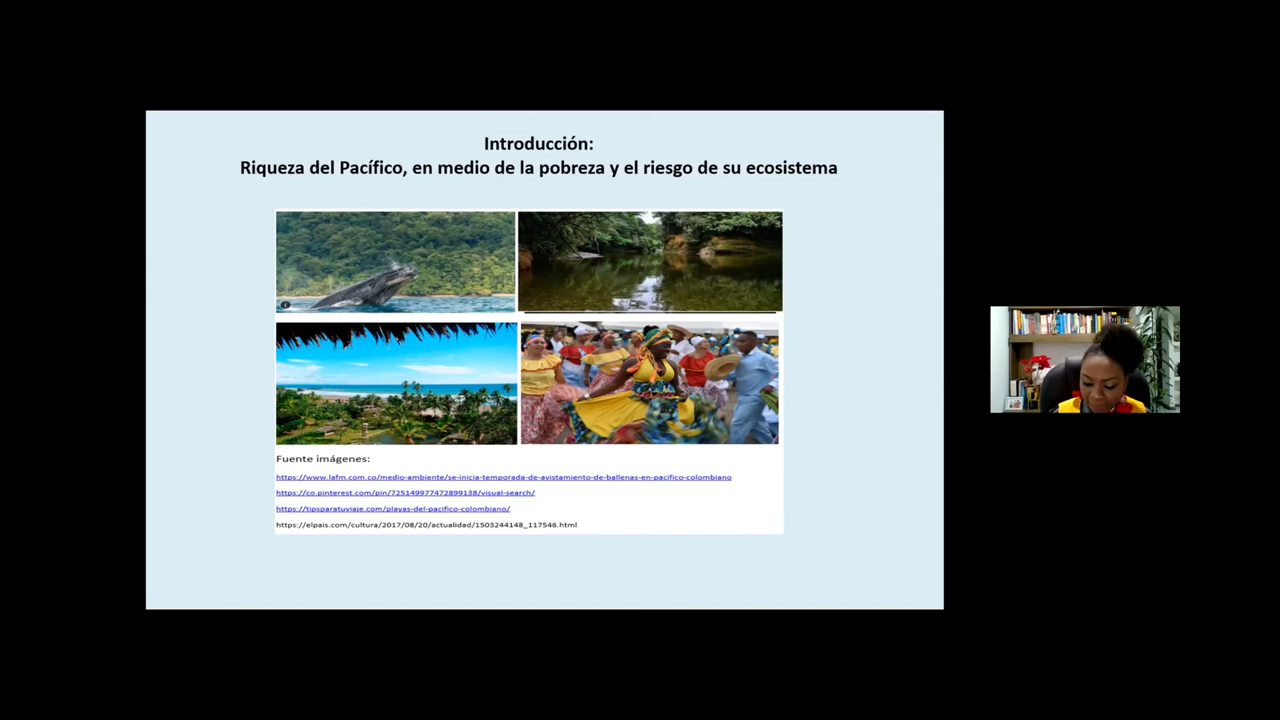 Introducción:
Riqueza del Pacífico, en medio de la pobreza y el riesgo de su ecosistema
Fuente imágenes:
https://www.lafm.com.co/medio-ambiente/se-inicia-temporada-de-avistamiento-de-ballenas-en-pacifico-colombiano
https://co.pinterest.com/pin/725149977472899138/visual-search/
https://tipsparatuviaje.com/playas-del-pacifico-colombiano/
https://elpais.com/cultura/2017/08/20/actualidad/1503244148_117546.html